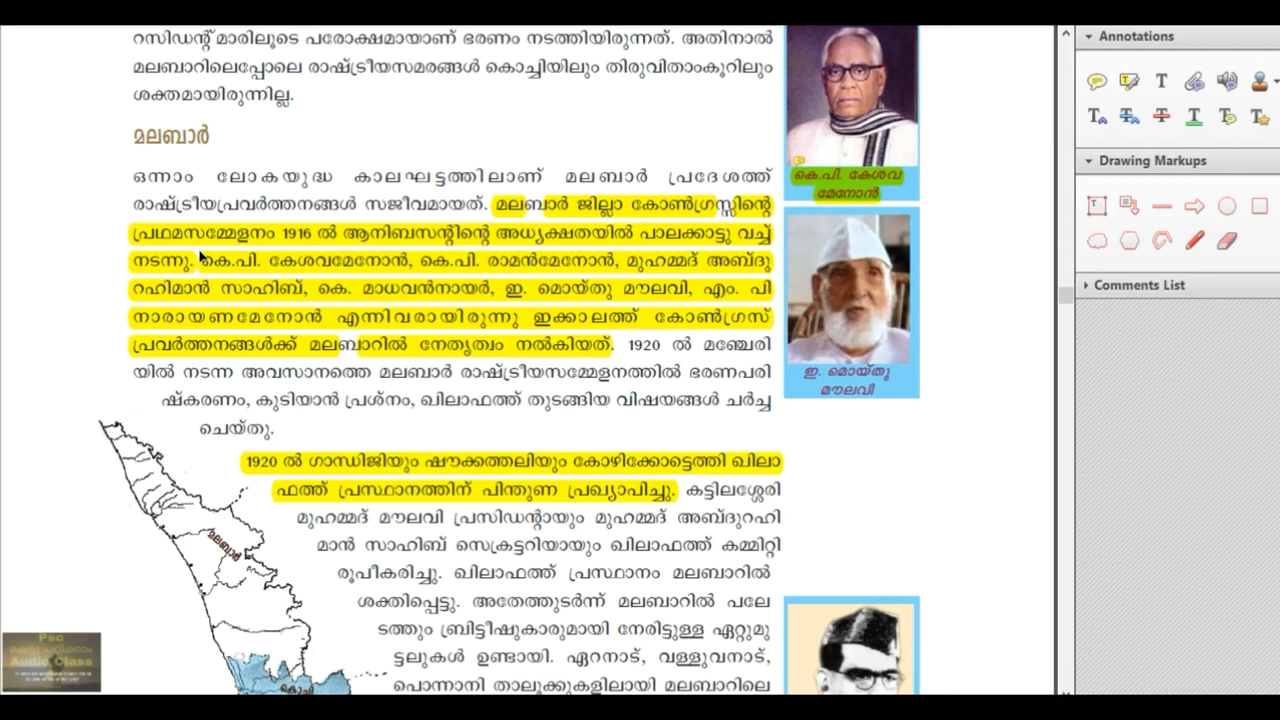 റസിഡന്റ് മാരിലൂടെ പരോക്ഷമായാണ് ഭരണം നടത്തിയിരുന്നത്. അതിനാൽ
മലബാറിലെപ്പോലെ രാഷ്ട്രീയസമരങ്ങൾ കൊച്ചിയിലും തിരുവിതാംകൂറിലും
ശക്തമായിരുന്നില്ല.
മലബാർ
ഒന്നാം ലോകയുദ്ധ കാലഘട്ടത്തിലാണ് മലബാർ പ്രദേശത്ത്
രാഷ്ട്രീയപ്രവർത്തനങ്ങൾ സജീവമായത്. മലബാർ ജില്ലാ കോൺഗ്രസ്സിന്റെ
പ്രഥമസമ്മേളനം 1916 ൽ ആനിബസന്റിന്റെ അധ്യക്ഷതയിൽ പാലക്കാട്ടു വച്ച്
നടന്നു. കെ.പി. കേശവമേനോൻ, കെ.പി. രാമൻമേനോൻ, മുഹമ്മദ് അബ്ദു
റഹിമാൻ സാഹിബ്, കെ. മാധവൻനായർ, ഇ. മൊയ്തു മൗലവി, എം. പി
നാരായണമേനോൻ എന്നിവരായിരുന്നു ഇക്കാലത്ത് കോൺഗ്രസ്
പ്രവർത്തനങ്ങൾക്ക് മലബാറിൽ നേതൃത്വം നൽകിയത്. 1920 ൽ മഞ്ചേരി
യിൽ നടന്ന അവസാനത്തെ മലബാർ രാഷ്ട്രീയസമ്മേളനത്തിൽ ഭരണപരി
ഷ്കരണം, കുടിയാൻ പ്രശ്നം, ഖിലാഫത്ത് തുടങ്ങിയ വിഷയങ്ങൾ ചർച്ച
ചെയ്തു.
1920 ൽ ഗാന്ധിജിയും ഷൗക്കത്തലിയും കോഴിക്കോട്ടെത്തി ഖിലാ
ഫത്ത് പ്രസ്ഥാനത്തിന് പിന്തുണ പ്രഖ്യാപിച്ചു. കട്ടിലശ്ശേരി
മുഹമ്മദ് മൗലവി പ്രസിഡന്റായും മുഹമ്മദ് അബ്ദുറഹി
മാൻ സാഹിബ് സെക്രട്ടറിയായും ഖിലാഫത്ത് കമ്മിറ്റി
രൂപീകരിച്ചു. ഖിലാഫത്ത് പ്രസ്ഥാനം മലബാറിൽ
ശക്തിപ്പെട്ടു. അതേത്തുടർന്ന് മലബാറിൽ പലേ
ടത്തും ബ്രിട്ടീഷുകാരുമായി നേരിട്ടുള്ള ഏറ്റുമു
ട്ടലുകൾ ഉണ്ടായി. ഏറനാട്, വള്ളുവനാട്,
പൊന്നാനി താലൂക്കുകളിലായി മലബാറിലെ
മലബാർ
കൊച്ചി
Psc
കേട്ടു പഠിക്കാം
Audio Class
കെ.പി. കേശവ
മേനോൻ
ഇ. മൊയ്തു
മൗലവി
Annotations
Drawing Markups
Comments List